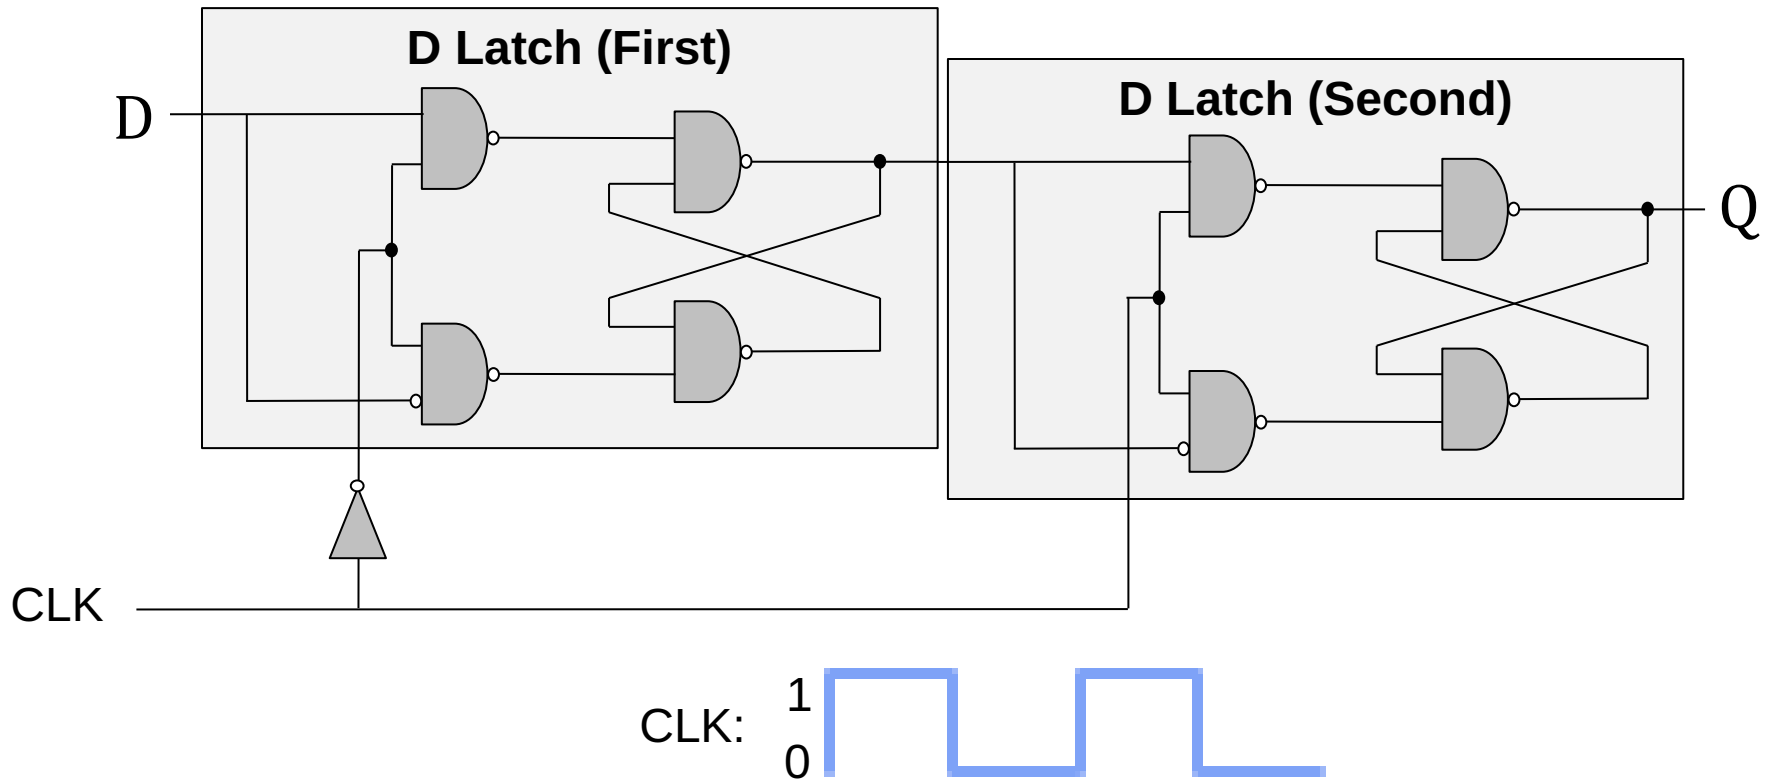 D Latch (First)
D Latch (Second)
D
Q
CLK
1
CLK:
0